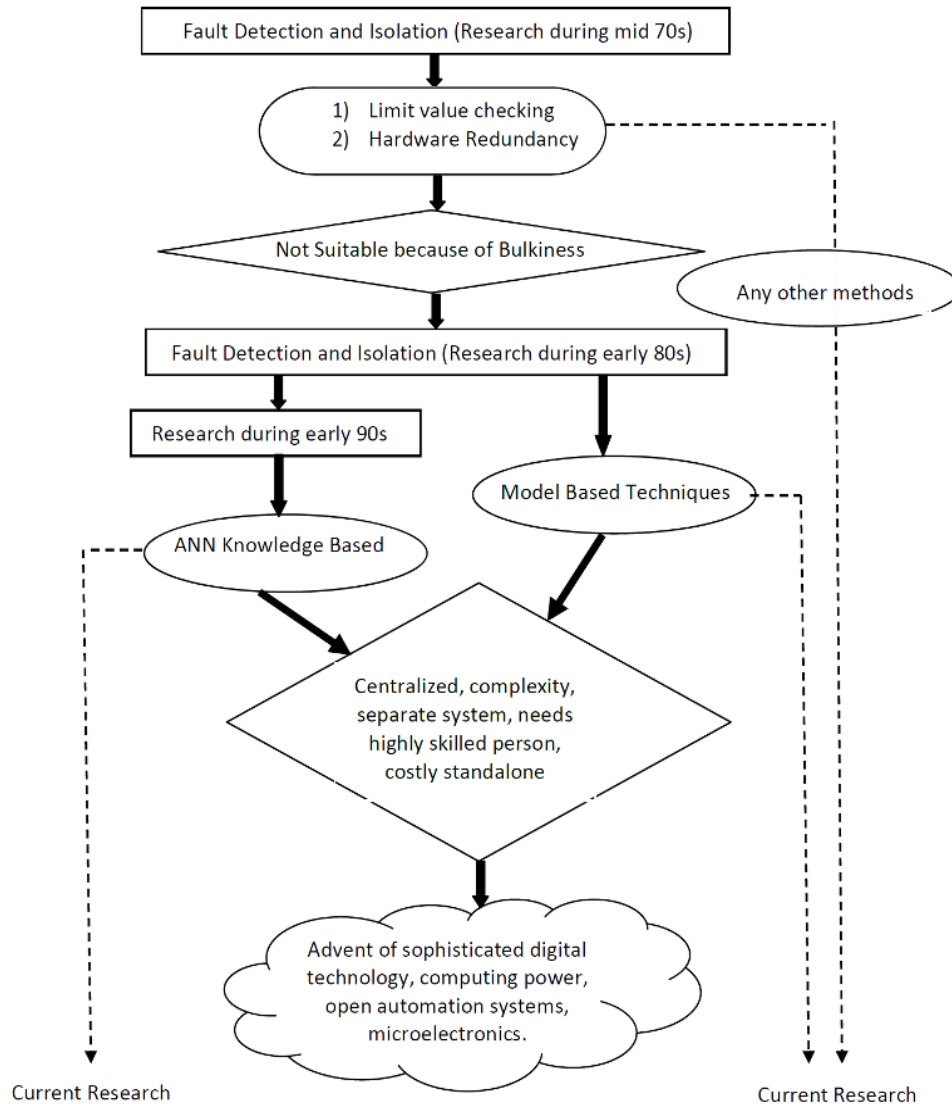 Fault Detection and Isolation (Research during mid 70s)
1) Limit value checking
2) Hardware Redundancy
Not Suitable because of Bulkiness
Any other methods
Fault Detection and Isolation (Research during early 80s)
Research during early 90s
Model Based Techniques
ANN Knowledge Based
Centralized, complexity,
separate system, needs
highly skilled person,
costly standalone
Advent of sophisticated digital
technology, computing power,
open automation systems,
microelectronics.
Current Research
Current Research